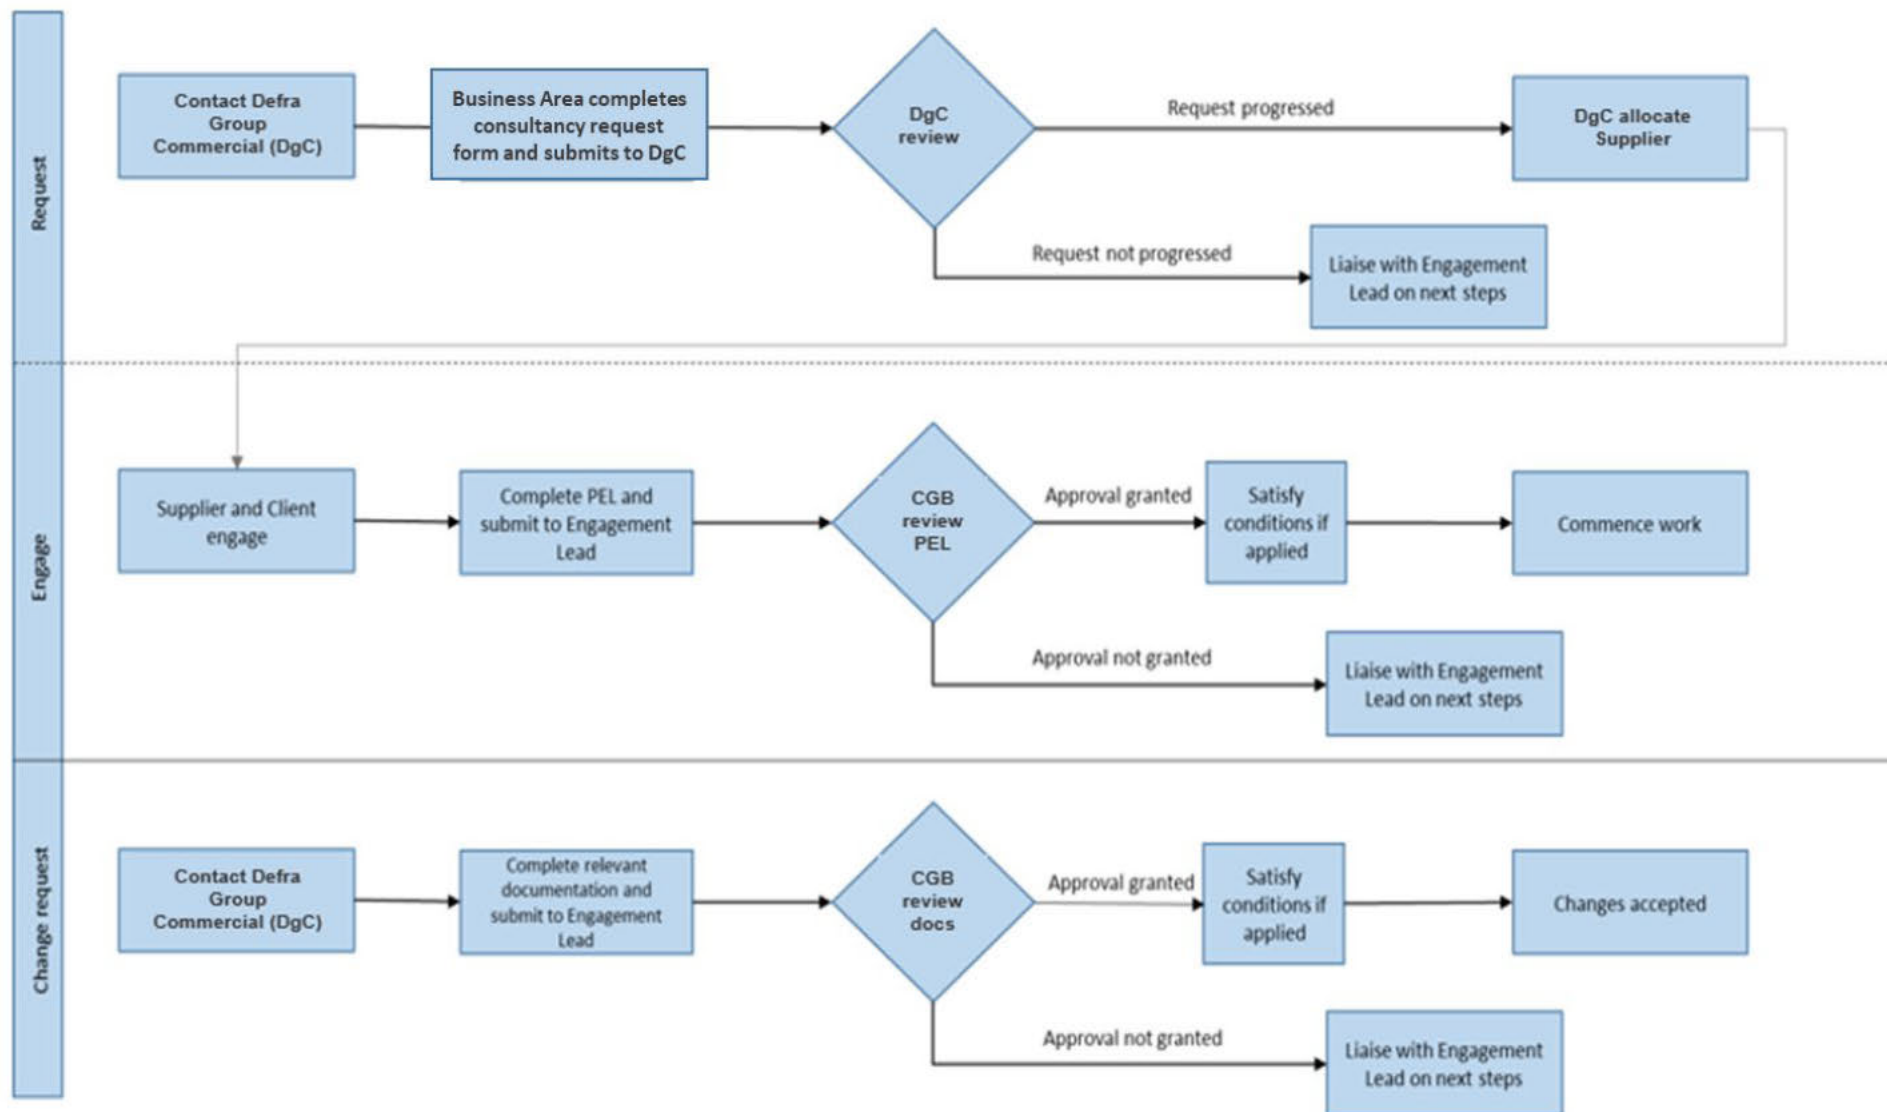 Request
Contact Defra
Group
Commercial (DgC)
Business Area completes
consultancy request
form and submits to DgC
DgC
review
Request progressed
DgC allocate
Supplier
Request not progressed
Liaise with Engagement
Lead on next steps
Engage
Supplier and Client
engage
Complete PEL and
submit to Engagement
Lead
CGB
review
PEL
Approval granted
Satisfy
conditions if
applied
Commence work
Approval not granted
Liaise with Engagement
Lead on next steps
Change request
Contact Defra
Group
Commercial (DgC)
Complete relevant
documentation and
submit to Engagement
Lead
CGB
review
docs
Approval granted
Satisfy
conditions if
applied
Changes accepted
Approval not granted
Liaise with Engagement
Lead on next steps